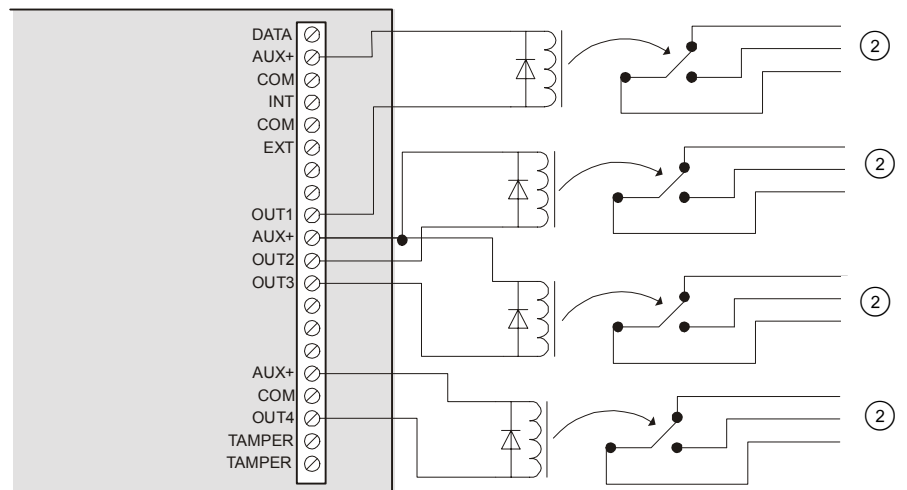 DATA
AUX+
COM
INT
COM
EXT
OUT1
AUX+
OUT2
OUT3
AUX+
COM
OUT4
TAMPER
TAMPER
2
2
2
2